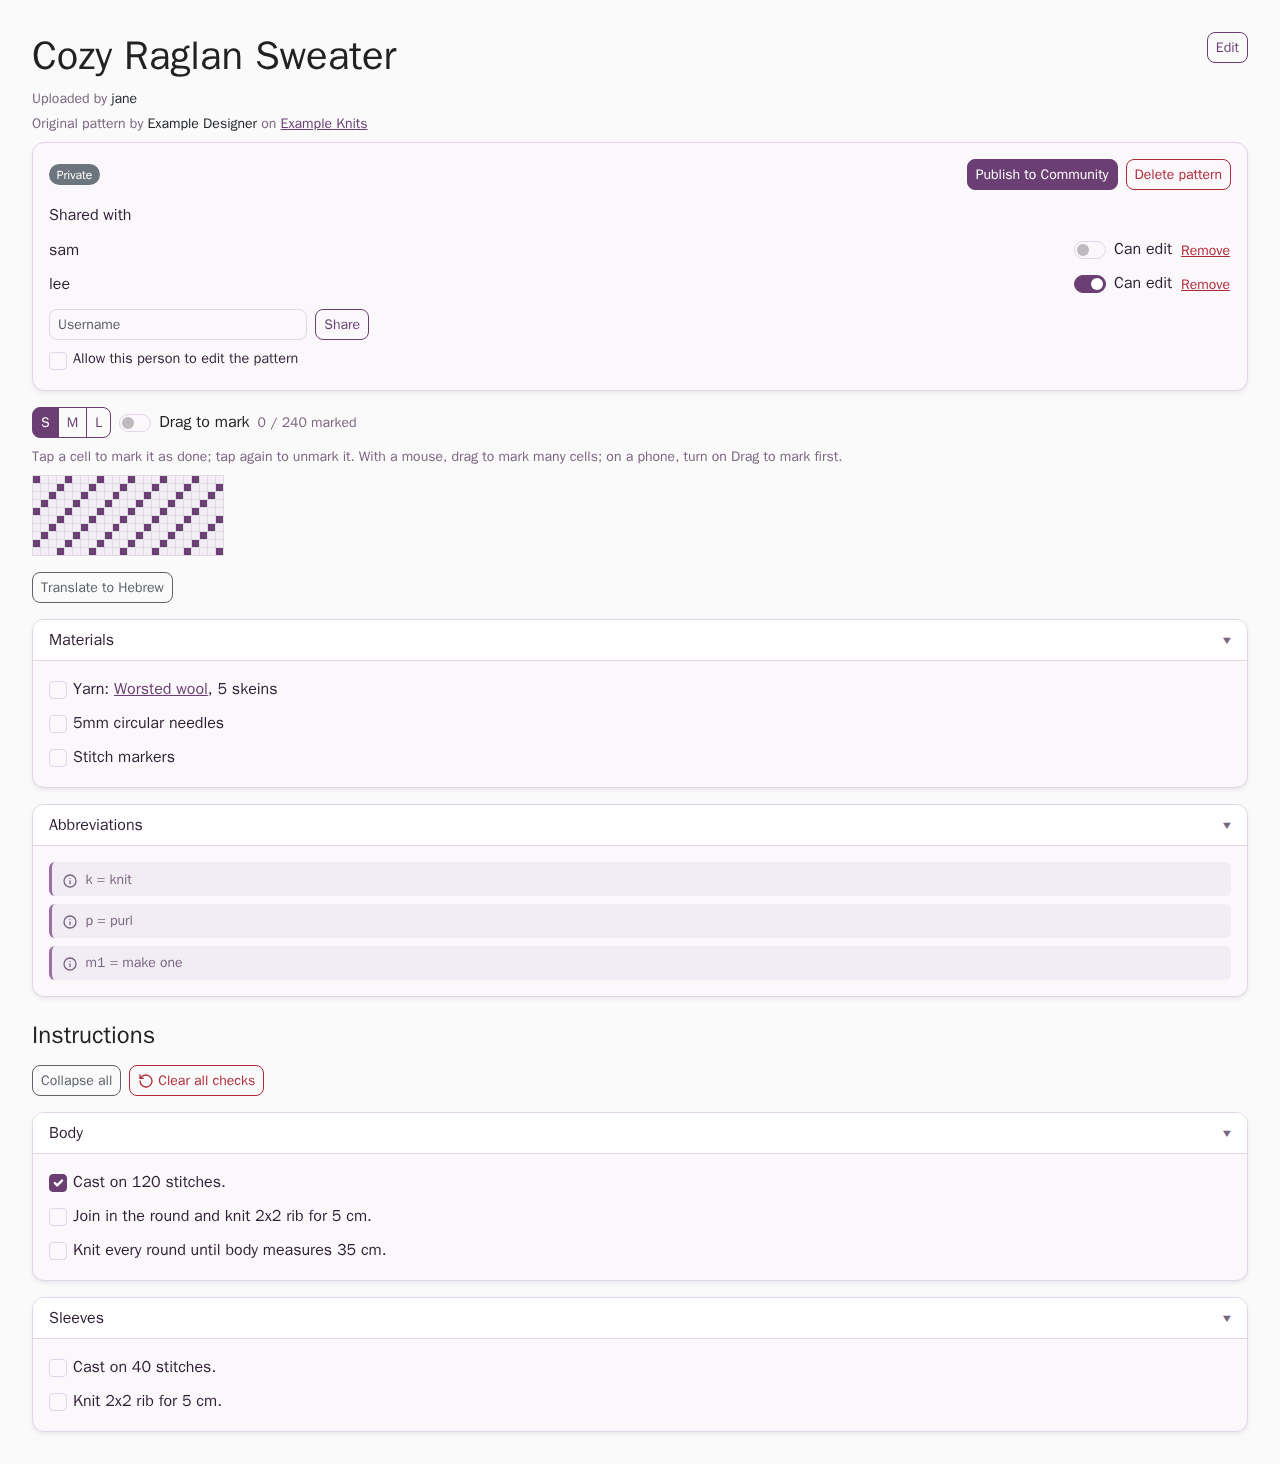 Cozy Raglan Sweater
Edit
Uploaded by jane
Original pattern by Example Designer on Example Knits
Private
Publish to Community
Delete pattern
Shared with
sam
Can edit
Remove
lee
Can edit
Remove
Username
Share
Allow this person to edit the pattern
S M L
Drag to mark
0 / 240 marked
Tap a cell to mark it as done; tap again to unmark it. With a mouse, drag to mark many cells; on a phone, turn on Drag to mark first.
Translate to Hebrew
Materials
Yarn: Worsted wool, 5 skeins
5mm circular needles
Stitch markers
Abbreviations
k = knit
p = purl
m1 = make one
Instructions
Collapse all
Clear all checks
Body
Cast on 120 stitches.
Join in the round and knit 2x2 rib for 5 cm.
Knit every round until body measures 35 cm.
Sleeves
Cast on 40 stitches.
Knit 2x2 rib for 5 cm.